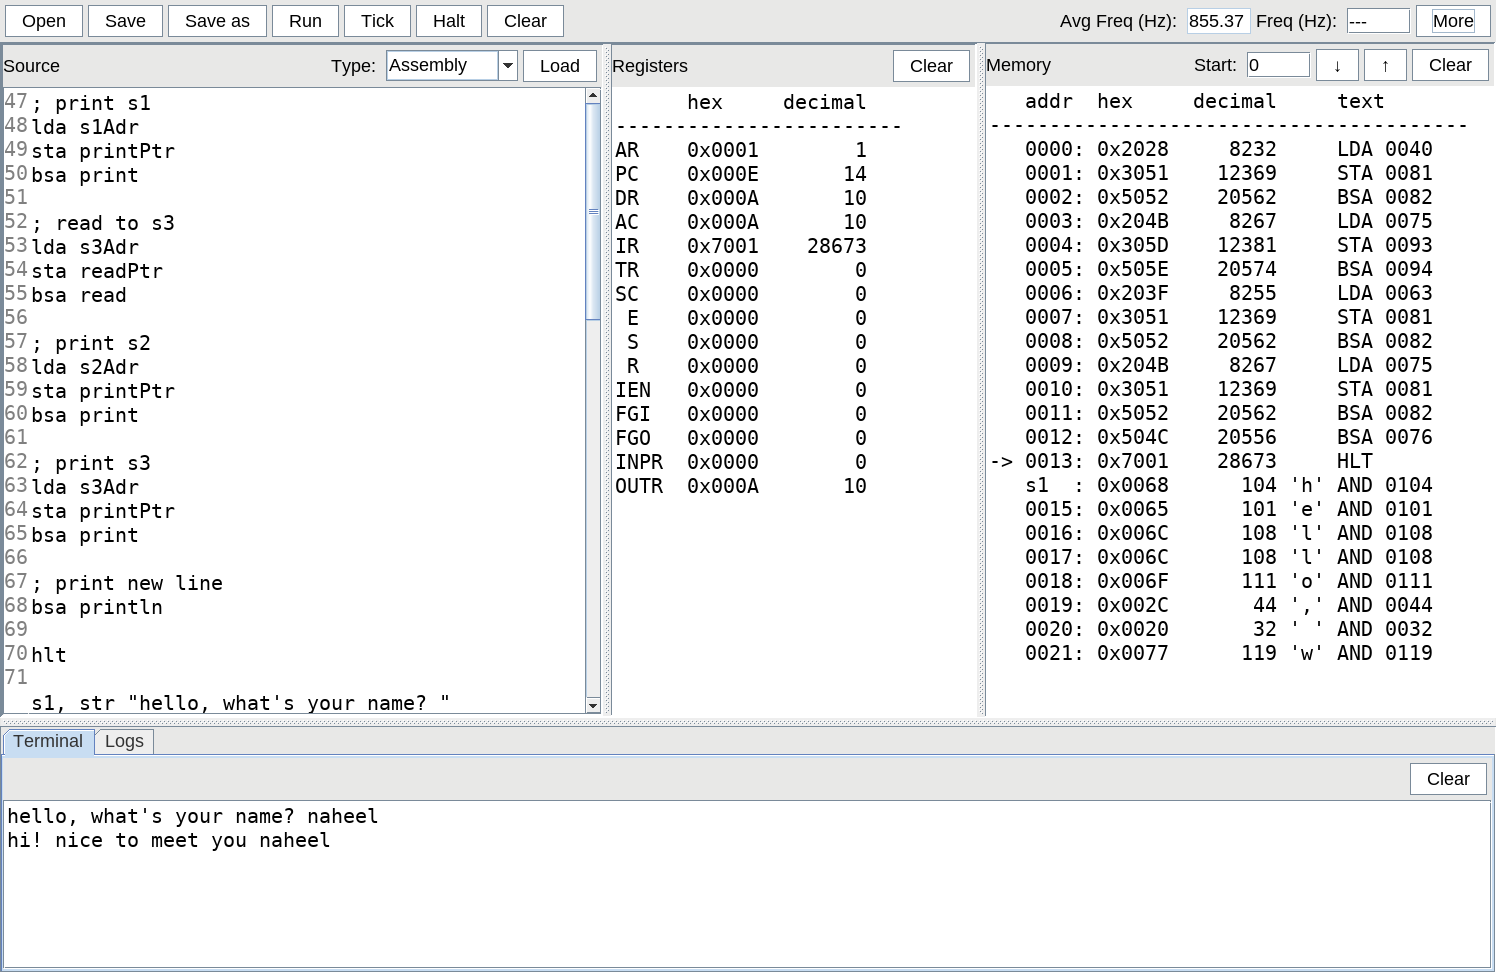 Open Save Save as Run Tick Halt Clear Avg Freq (Hz): 855.37 Freq (Hz): --- More
Source Type: Assembly Load
47 ; print s1
48 lda s1Adr
49 sta printPtr
50 bsa print
51
52 ; read to s3
53 lda s3Adr
54 sta readPtr
55 bsa read
56
57 ; print s2
58 lda s2Adr
59 sta printPtr
60 bsa print
61
62 ; print s3
63 lda s3Adr
64 sta printPtr
65 bsa print
66
67 ; print new line
68 bsa println
69
70 hlt
71
s1, str "hello, what's your name? "
Registers Clear
hex decimal
------------------------
AR 0x0001 1
PC 0x000E 14
DR 0x000A 10
AC 0x000A 10
IR 0x7001 28673
TR 0x0000 0
SC 0x0000 0
E 0x0000 0
S 0x0000 0
R 0x0000 0
IEN 0x0000 0
FGI 0x0000 0
FGO 0x0000 0
INPR 0x0000 0
OUTR 0x000A 10
Memory Start: 0 ↓ ↑ Clear
addr hex decimal text
----------------------------------------
0000: 0x2028 8232 LDA 0040
0001: 0x3051 12369 STA 0081
0002: 0x5052 20562 BSA 0082
0003: 0x204B 8267 LDA 0075
0004: 0x305D 12381 STA 0093
0005: 0x505E 20574 BSA 0094
0006: 0x203F 8255 LDA 0063
0007: 0x3051 12369 STA 0081
0008: 0x5052 20562 BSA 0082
0009: 0x204B 8267 LDA 0075
0010: 0x3051 12369 STA 0081
0011: 0x5052 20562 BSA 0082
0012: 0x504C 20556 BSA 0076
-> 0013: 0x7001 28673 HLT
s1 : 0x0068 104 'h' AND 0104
0015: 0x0065 101 'e' AND 0101
0016: 0x006C 108 'l' AND 0108
0017: 0x006C 108 'l' AND 0108
0018: 0x006F 111 'o' AND 0111
0019: 0x002C 44 ',' AND 0044
0020: 0x0020 32 ' ' AND 0032
0021: 0x0077 119 'w' AND 0119
Terminal Logs
Clear
hello, what's your name? naheel
hi! nice to meet you naheel